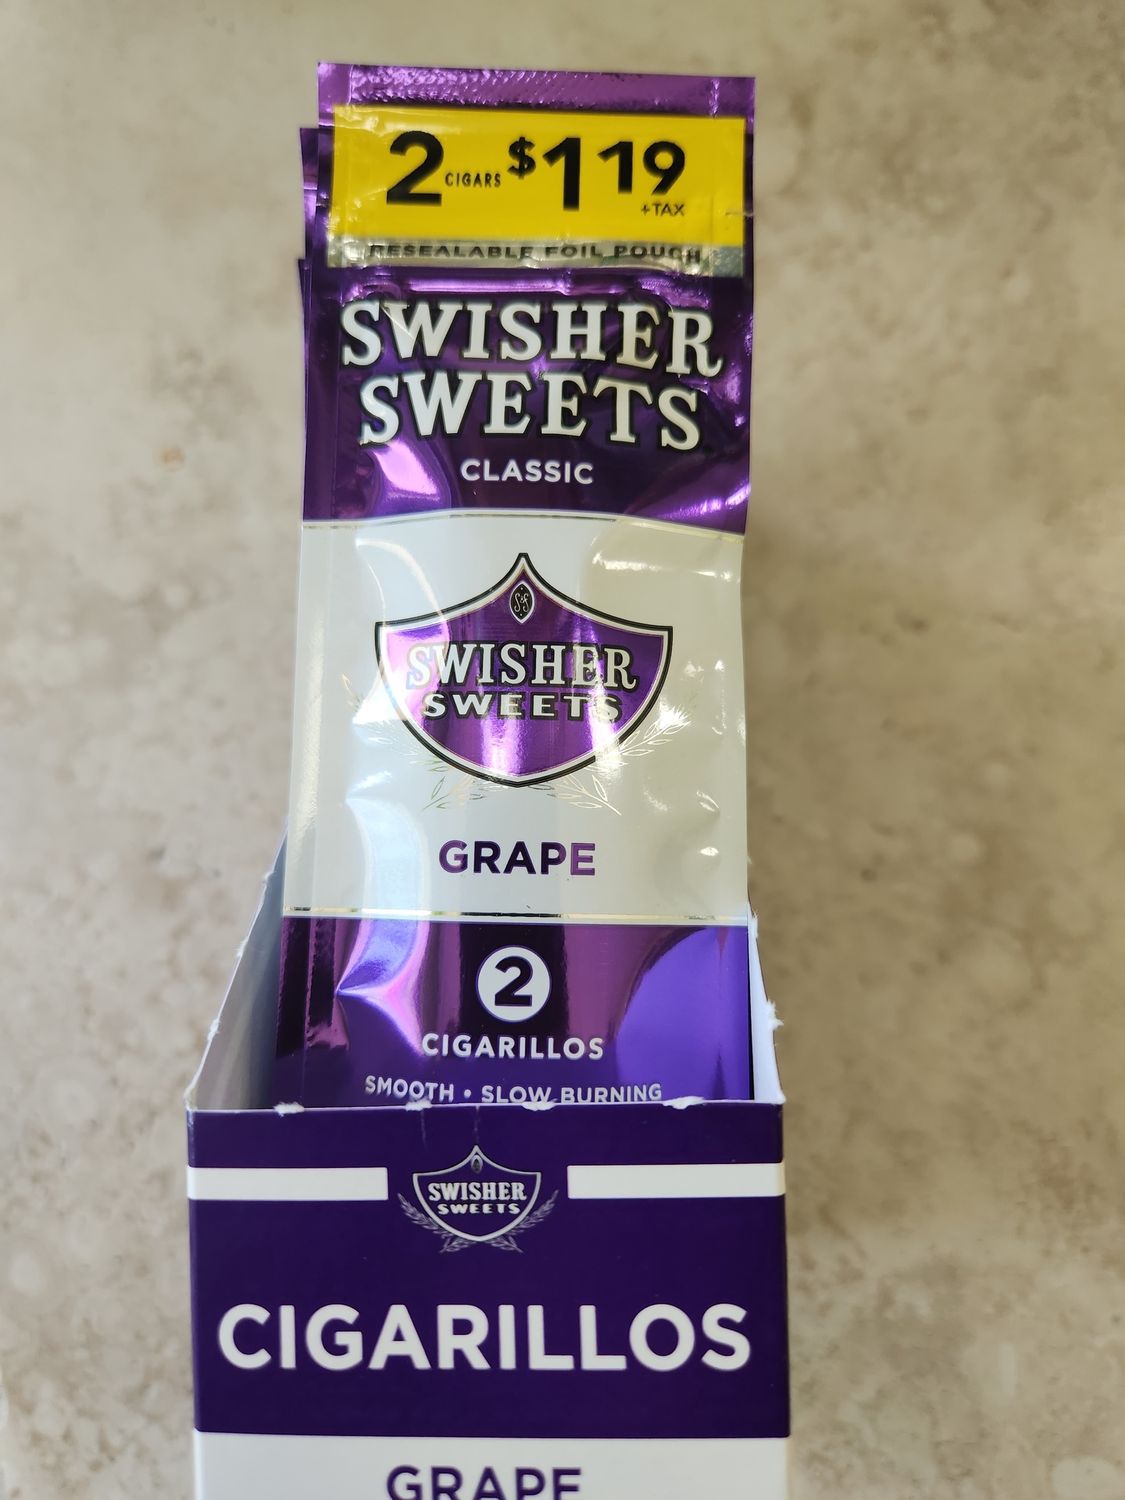 2 CIGARS $1.19
+TAX
RESEALABLE FOIL POUCH
SWISHER
SWEETS
CLASSIC
S&S
SWISHER
SWEETS
GRAPE
2
CIGARILLOS
SMOOTH • SLOW BURNING
SWISHER
SWEETS
CIGARILLOS
GRAPE